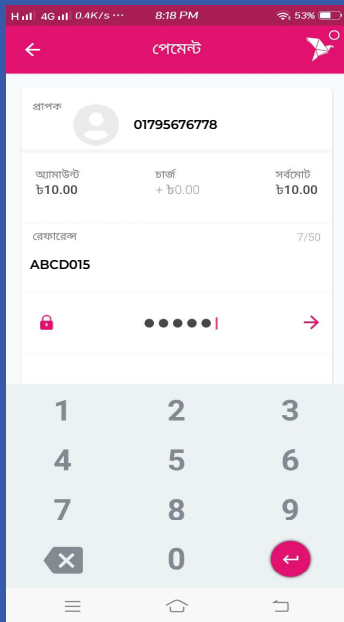 H 4G 0.4K/s ··· 8:18 PM 53%
পেমেন্ট
প্রাপক
01795676778
অ্যামাউন্ট চার্জ সর্বমোট
৳10.00 + ৳0.00 ৳10.00
রেফারেন্স 7/50
ABCD015
1 2 3
4 5 6
7 8 9
0